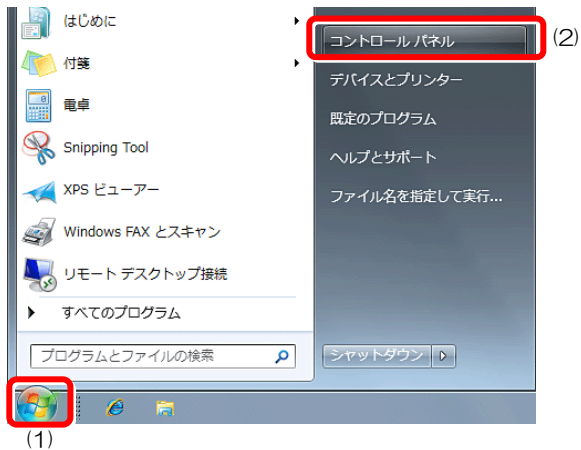 はじめに
付箋
電卓
Snipping Tool
XPS ビューアー
Windows FAX とスキャン
リモート デスクトップ接続
すべてのプログラム
プログラムとファイルの検索
コントロール パネル
(2)
デバイスとプリンター
既定のプログラム
ヘルプとサポート
ファイル名を指定して実行...
シャットダウン
(1)